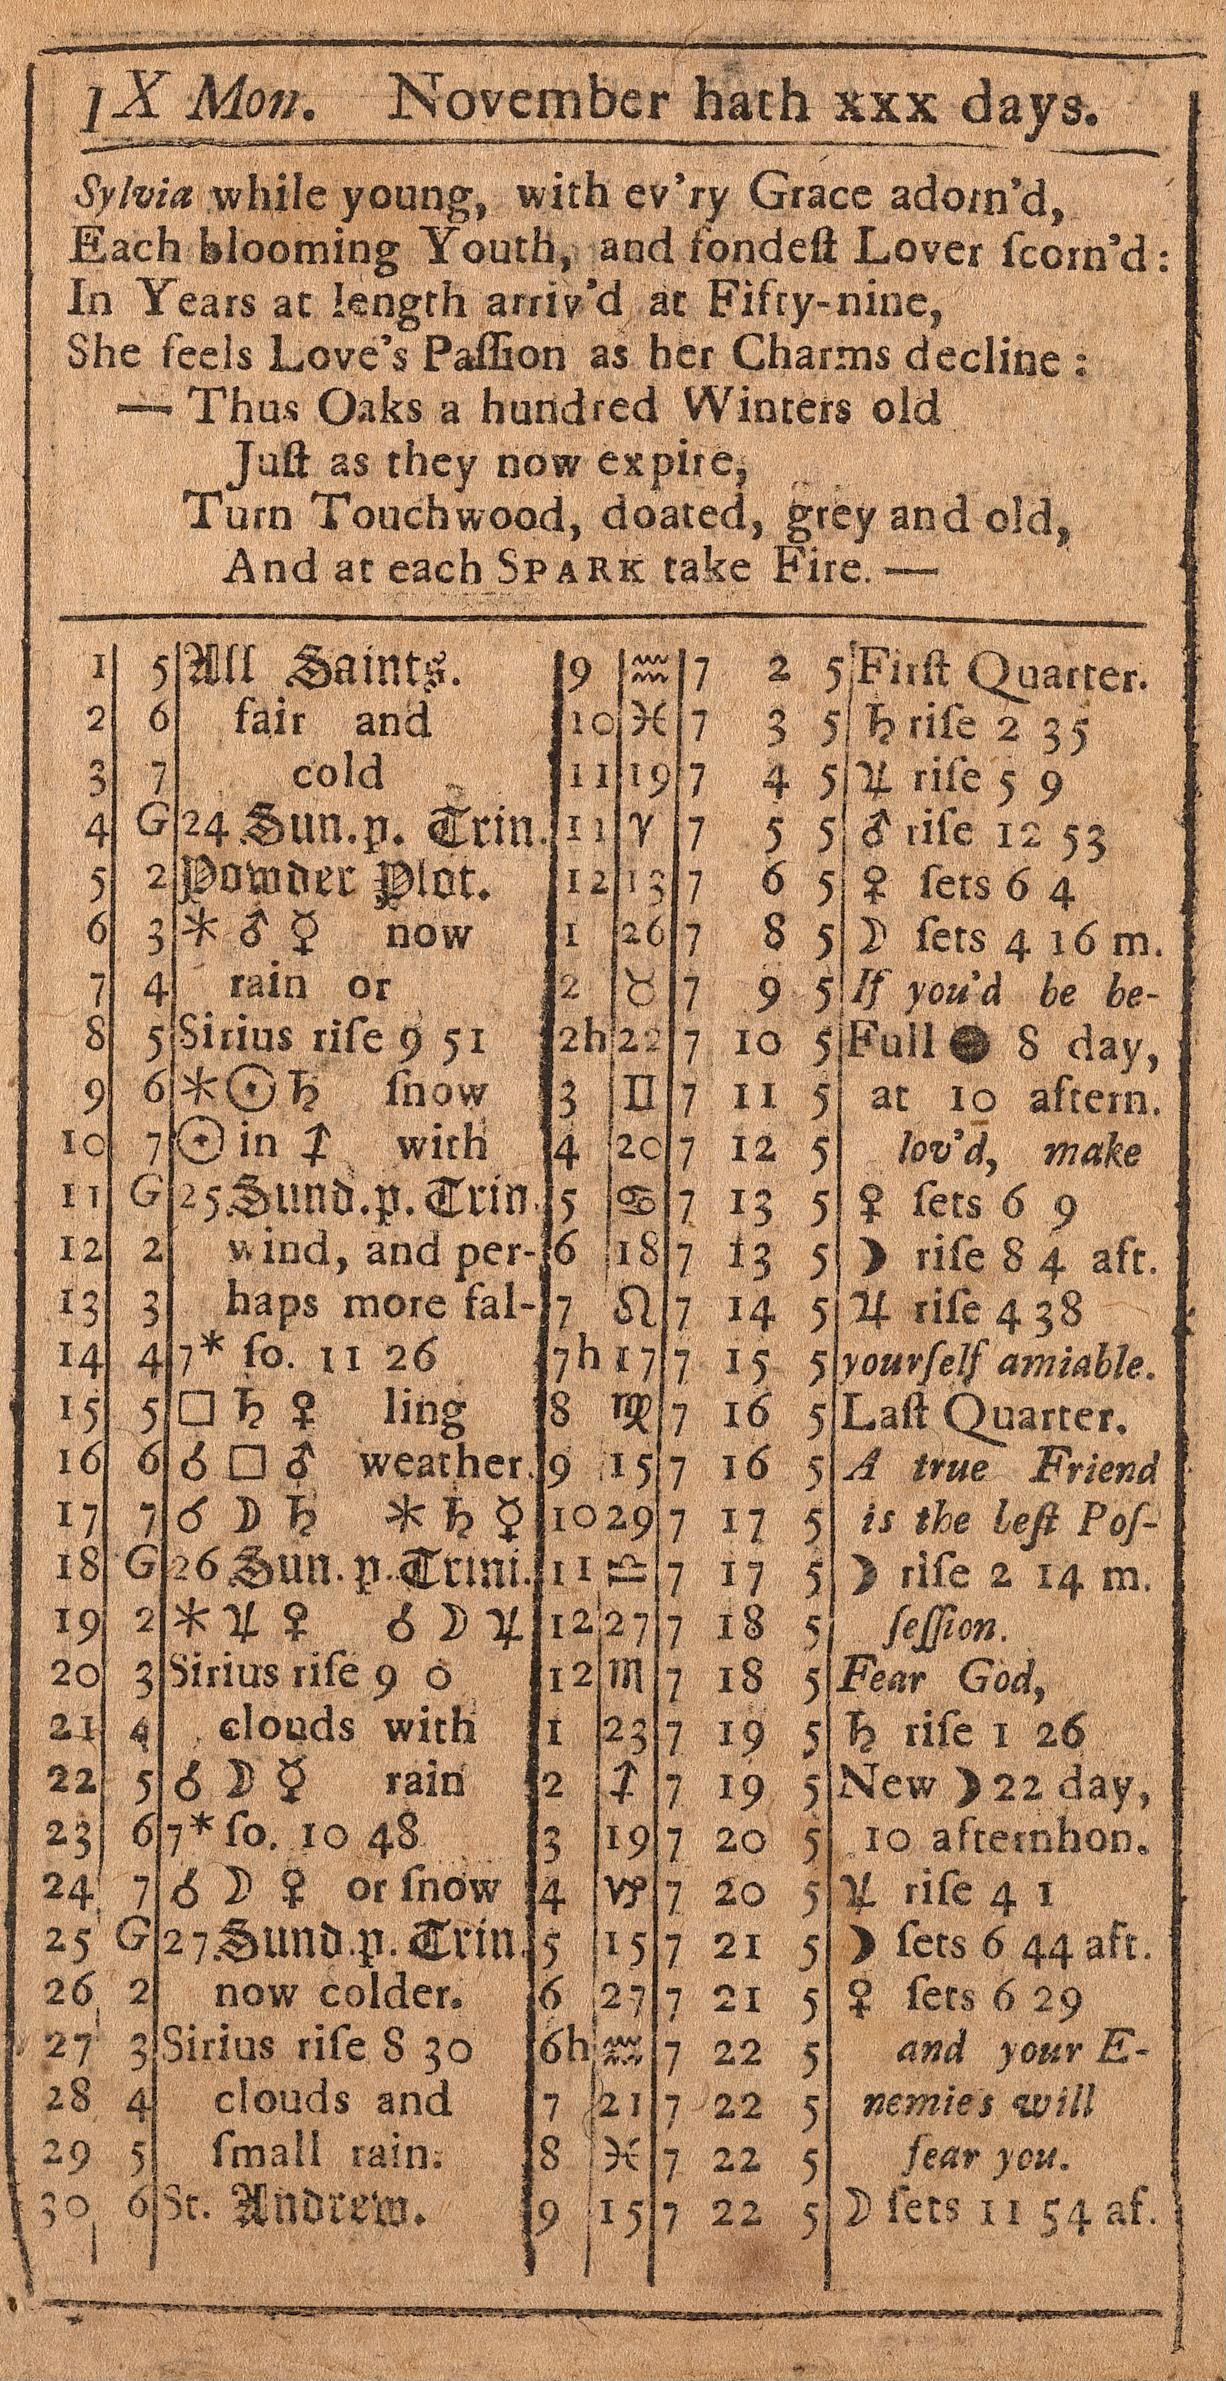 IX Mon. November hath xxx days.
Sylvia while young, with ev'ry Grace adorn'd,
Each blooming Youth, and fondeſt Lover ſcorn'd:
In Years at length arriv'd at Fifty-nine,
She feels Love's Paſſion as her Charms decline:
— Thus Oaks a hundred Winters old
Juſt as they now expire,
Turn Touchwood, doated, grey and old,
And at each SPARK take Fire. —
1 5 All Saints. 9 ♒ 7 2 5 Firſt Quarter.
2 6 fair and 10 ♓ 7 3 5 ♄ riſe 2 35
3 7 cold 11 19 7 4 5 ♃ riſe 5 9
4 G 24 Sun. p. Trin. 11 ♈ 7 5 5 ♂ riſe 12 53
5 2 Powder Plot. 12 13 7 6 5 ♀ ſets 6 4
6 3 ⚹ ♂ ☿ now 1 26 7 8 5 ☽ ſets 4 16 m.
7 4 rain or 2 ♉ 7 9 5 If you'd be be-
8 5 Sirius riſe 9 51 2h 22 7 10 5 Full ● 8 day,
9 6 ⚹ ☉ ♄ ſnow 3 ♊ 7 11 5 at 10 aftern.
10 7 ☉ in ♐ with 4 20 7 12 5 lov'd, make
11 G 25 Sund. p. Trin. 5 ♋ 7 13 5 ♀ ſets 6 9
12 2 wind, and per- 6 18 7 13 5 ☽ riſe 8 4 aft.
13 3 haps more fal- 7 ♌ 7 14 5 ♃ riſe 4 38
14 4 7* ſo. 11 26 7h 17 7 15 5 yourſelf amiable.
15 5 □ ♄ ♀ ling 8 ♍ 7 16 5 Laſt Quarter.
16 6 ☌ □ ♂ weather. 9 15 7 16 5 A true Friend
17 7 ☌ ☽ ♄ ⚹ ♄ ☿ 10 29 7 17 5 is the beſt Poſ-
18 G 26 Sun. p. Trini. 11 ♎ 7 17 5 ☽ riſe 2 14 m.
19 2 ⚹ ♃ ♀ ☌ ☽ ♃ 12 27 7 18 5 ſeſſion.
20 3 Sirius riſe 9 0 12 ♏ 7 18 5 Fear God,
21 4 clouds with 1 23 7 19 5 ♄ riſe 1 26
22 5 ☌ ☽ ☿ rain 2 ♐ 7 19 5 New ☽ 22 day,
23 6 7* ſo. 10 48 3 19 7 20 5 10 afternhon.
24 7 ☌ ☽ ♀ or ſnow 4 ♑ 7 20 5 ♃ riſe 4 1
25 G 27 Sund. p. Trin. 5 15 7 21 5 ☽ ſets 6 44 aft.
26 2 now colder. 6 27 7 21 5 ♀ ſets 6 29
27 3 Sirius riſe 8 30 6h ♒ 7 22 5 and your E-
28 4 clouds and 7 21 7 22 5 nemies will
29 5 ſmall rain. 8 ♓ 7 22 5 fear you.
30 6 St. Andrew. 9 15 7 22 5 ☽ ſets 11 54 af.